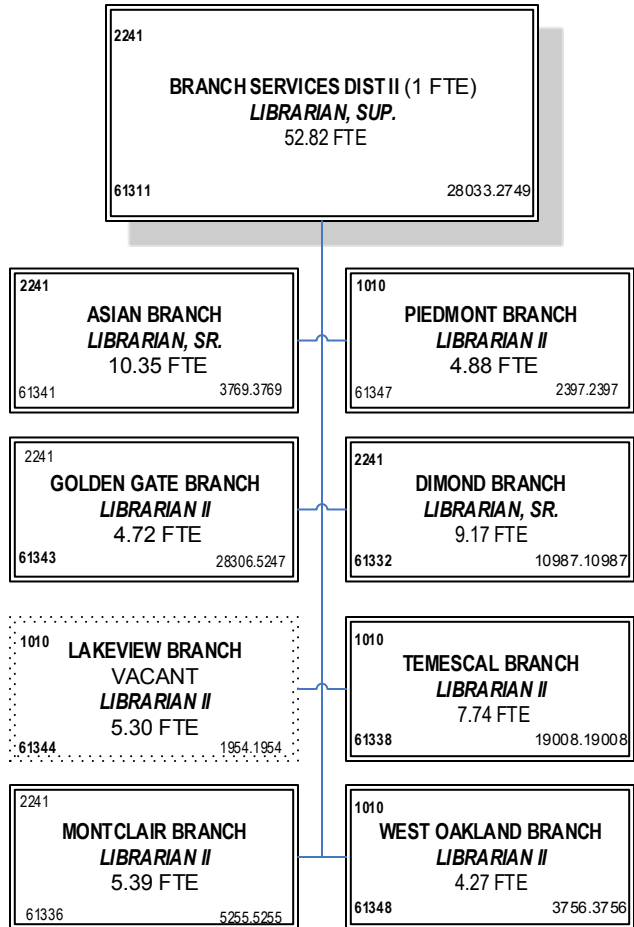 2241
BRANCH SERVICES DIST II (1 FTE)
LIBRARIAN, SUP.
52.82 FTE
61311 28033.2749
2241
ASIAN BRANCH
LIBRARIAN, SR.
10.35 FTE
61341 3769.3769
1010
PIEDMONT BRANCH
LIBRARIAN II
4.88 FTE
61347 2397.2397
2241
GOLDEN GATE BRANCH
LIBRARIAN II
4.72 FTE
61343 28306.5247
2241
DIMOND BRANCH
LIBRARIAN, SR.
9.17 FTE
61332 10987.10987
1010
LAKEVIEW BRANCH
VACANT
LIBRARIAN II
5.30 FTE
61344 1954.1954
1010
TEMESCAL BRANCH
LIBRARIAN II
7.74 FTE
61338 19008.19008
2241
MONTCLAIR BRANCH
LIBRARIAN II
5.39 FTE
61336 5255.5255
1010
WEST OAKLAND BRANCH
LIBRARIAN II
4.27 FTE
61348 3756.3756